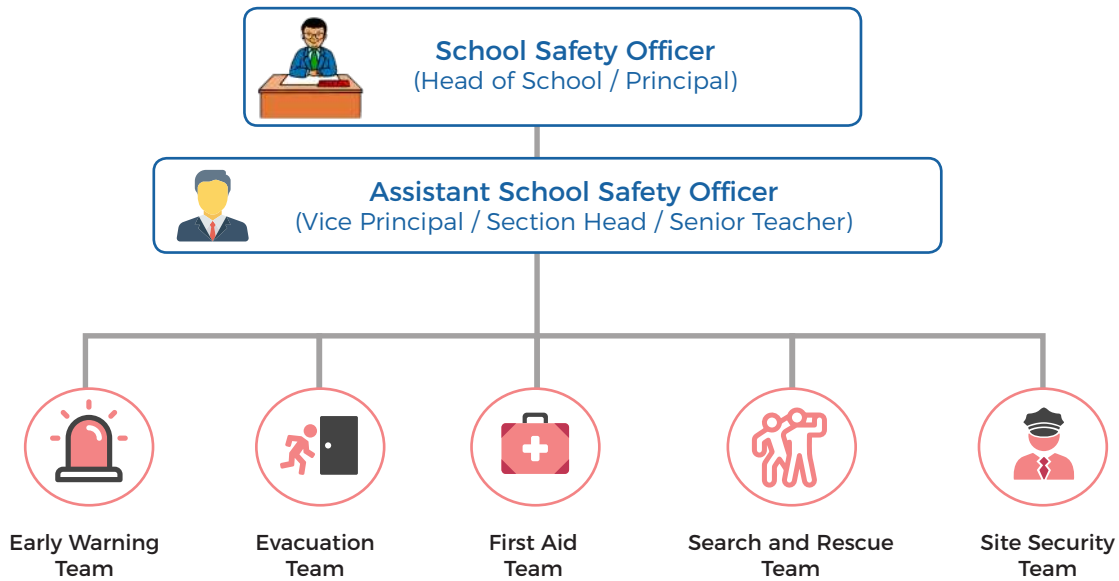 School Safety Officer
(Head of School / Principal)
Assistant School Safety Officer
(Vice Principal / Section Head / Senior Teacher)
Early Warning
Team
Evacuation
Team
First Aid
Team
Search and Rescue
Team
Site Security
Team